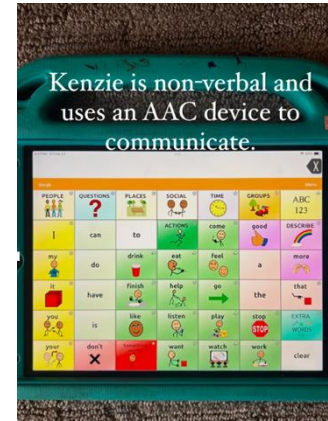 Kenzie is non-verbal and
uses an AAC device to
communicate.
PEOPLE QUESTIONS PLACES SOCIAL TIME GROUPS ABC 123
I can to ACTIONS come good DESCRIBE
my do drink eat feel a more
it have finish help go the that
you is like listen play stop EXTRA WORDS
STOP
your don't want watch work clear